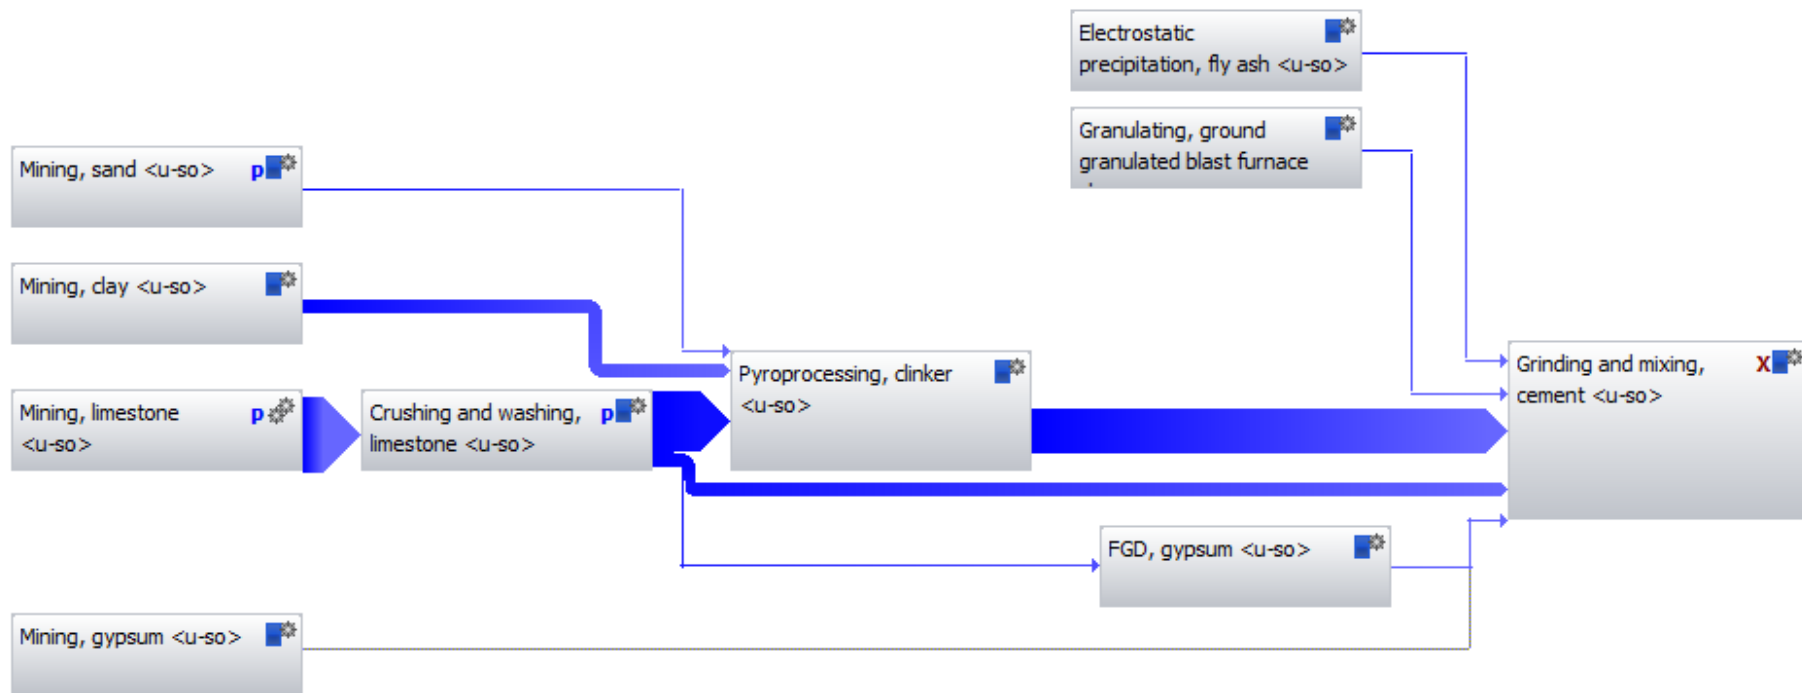 Electrostatic
precipitation, fly ash <u-so>
Granulating, ground
granulated blast furnace
Mining, sand <u-so> p
Mining, clay <u-so>
Pyroprocessing, clinker
<u-so>
Grinding and mixing, X
cement <u-so>
Mining, limestone p
<u-so>
Crushing and washing, p
limestone <u-so>
FGD, gypsum <u-so>
Mining, gypsum <u-so>